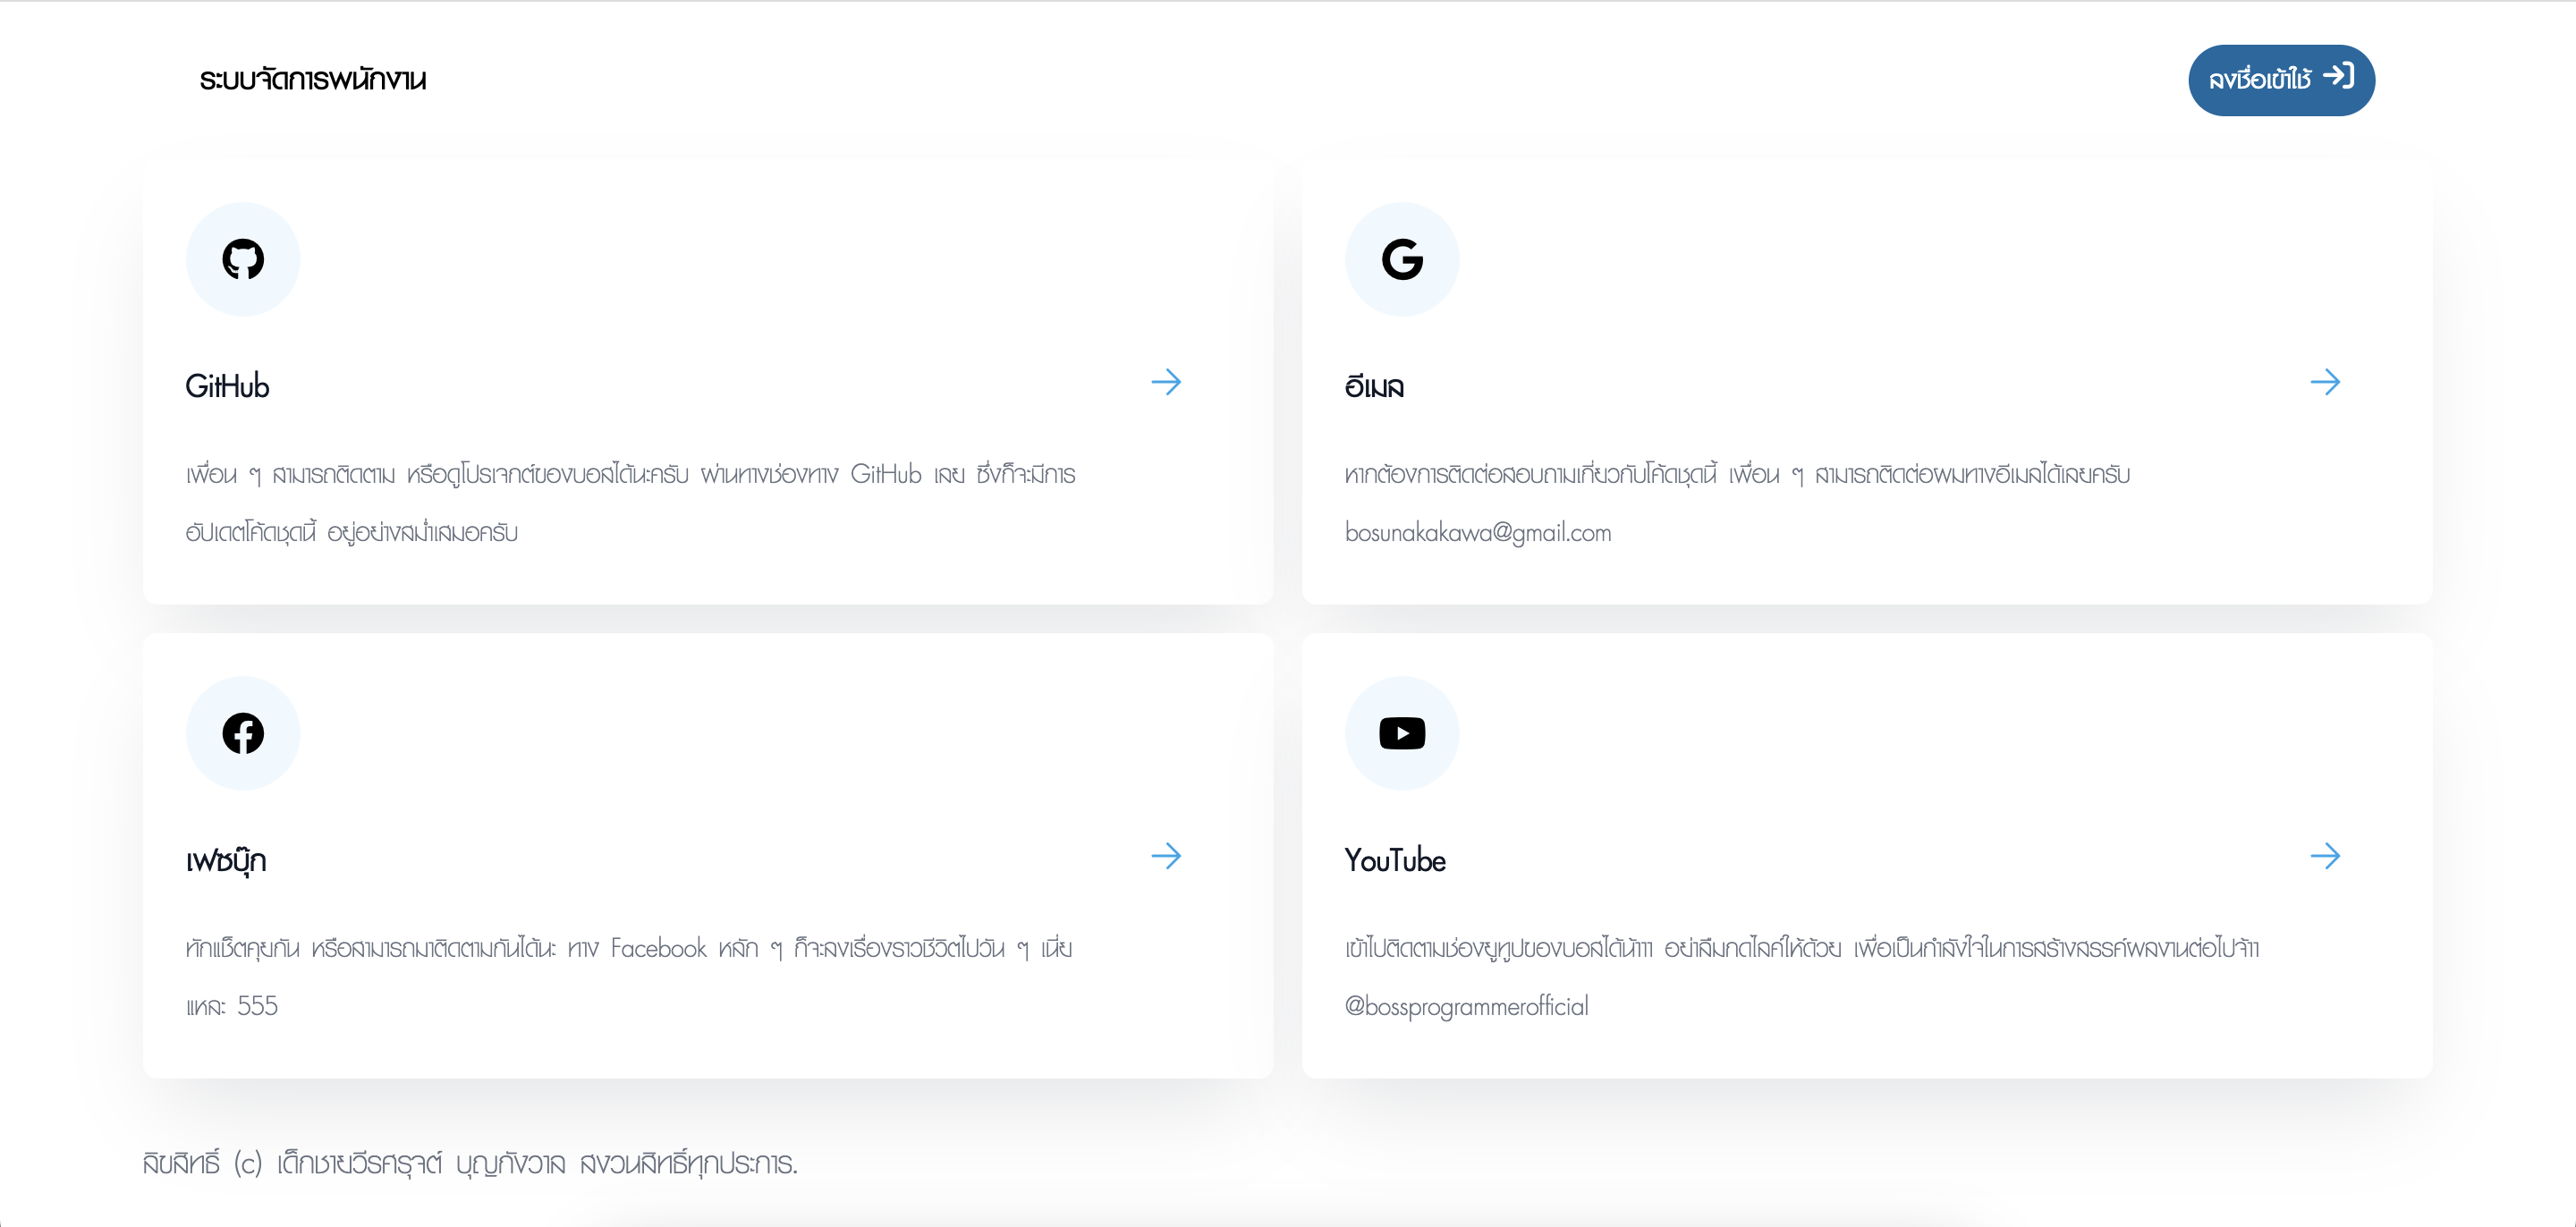 ระบบจัดการพนักงาน
ลงชื่อเข้าใช้
GitHub
เพื่อน ๆ สามารถติดตาม หรือดูโปรเจกต์ของบอสได้นะครับ ผ่านทางช่องทาง GitHub เลย ซึ่งก็จะมีการ
อัปเดตโค้ดชุดนี้ อยู่อย่างสม่ำเสมอครับ
อีเมล
หากต้องการติดต่อสอบถามเกี่ยวกับโค้ดชุดนี้ เพื่อน ๆ สามารถติดต่อผมทางอีเมลได้เลยครับ
bosunakakawa@gmail.com
เฟซบุ๊ก
ทักแช็ตคุยกัน หรือสามารถมาติดตามกันได้นะ ทาง Facebook หลัก ๆ ก็จะลงเรื่องราวชีวิตไปวัน ๆ เนี่ย
แหละ 555
YouTube
เข้าไปติดตามช่องยูทูปของบอสได้น้าาา อย่าลืมกดไลค์ให้ด้วย เพื่อเป็นกำลังใจในการสร้างสรรค์ผลงานต่อไปจ้าา
@bossprogrammerofficial
ลิขสิทธิ์ (c) เด็กชายวีรศรุจต์ บุญกังวาล สงวนสิทธิ์ทุกประการ.